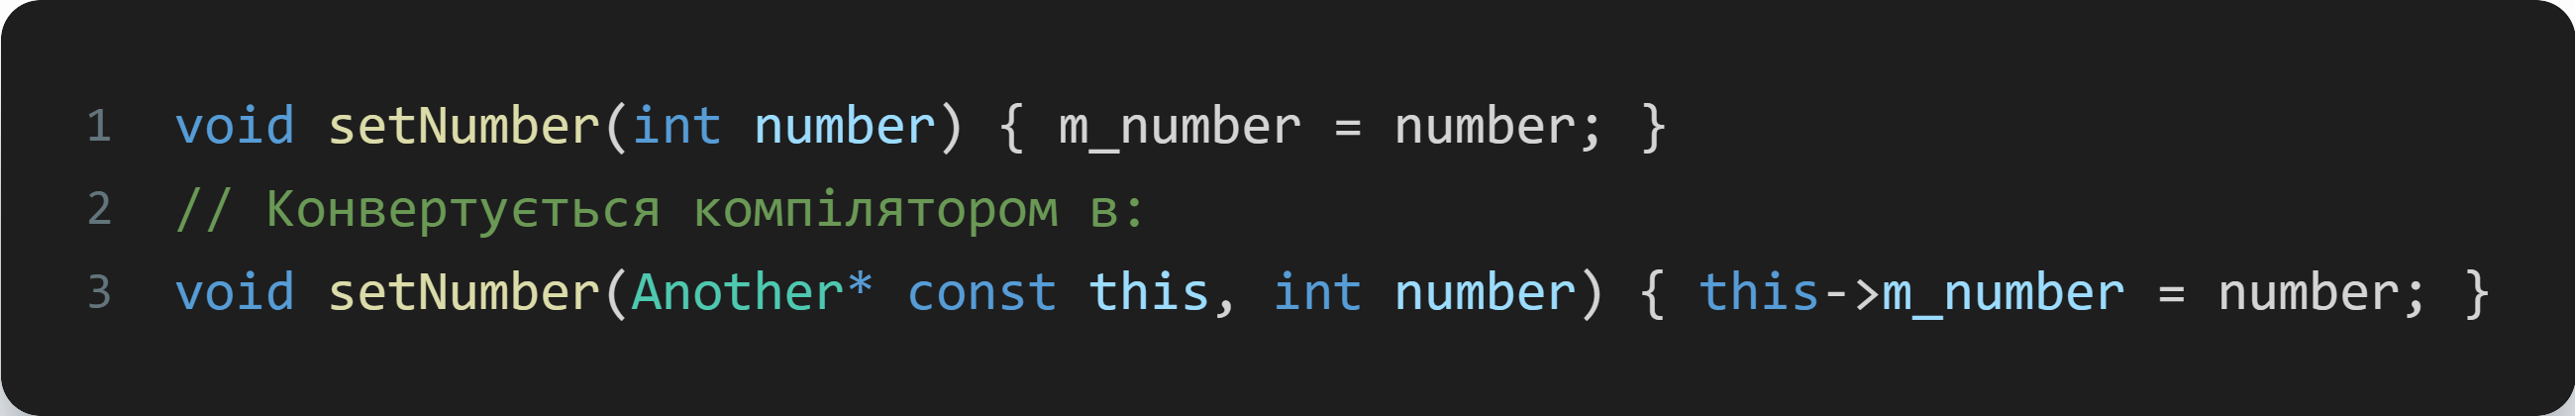 1 void setNumber(int number) { m_number = number; }
2 // Конвертується компілятором в:
3 void setNumber(Another* const this, int number) { this->m_number = number; }